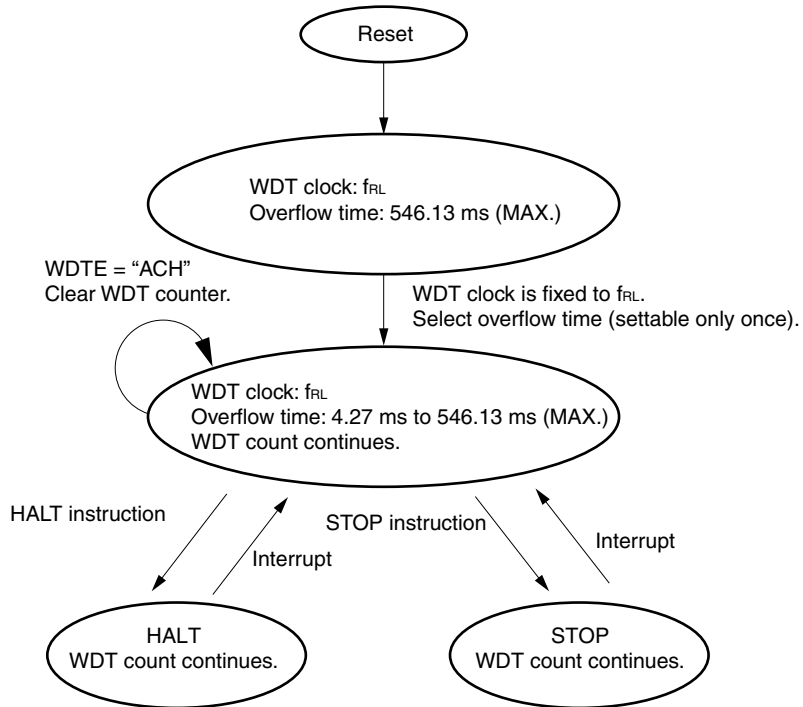 Reset
WDT clock: fRL
Overflow time: 546.13 ms (MAX.)
WDTE = “ACH”
Clear WDT counter.
WDT clock is fixed to fRL.
Select overflow time (settable only once).
WDT clock: fRL
Overflow time: 4.27 ms to 546.13 ms (MAX.)
WDT count continues.
HALT instruction
Interrupt
STOP instruction
Interrupt
HALT
WDT count continues.
STOP
WDT count continues.